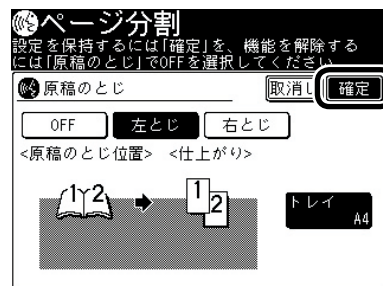 ページ分割
設定を保持するには「確定」を、機能を解除する
には「原稿のとじ」でOFFを選択してください
原稿のとじ
取消し 確定
OFF 左とじ 右とじ
<原稿のとじ位置> <仕上がり>
1 2 1 2
トレイ
A4